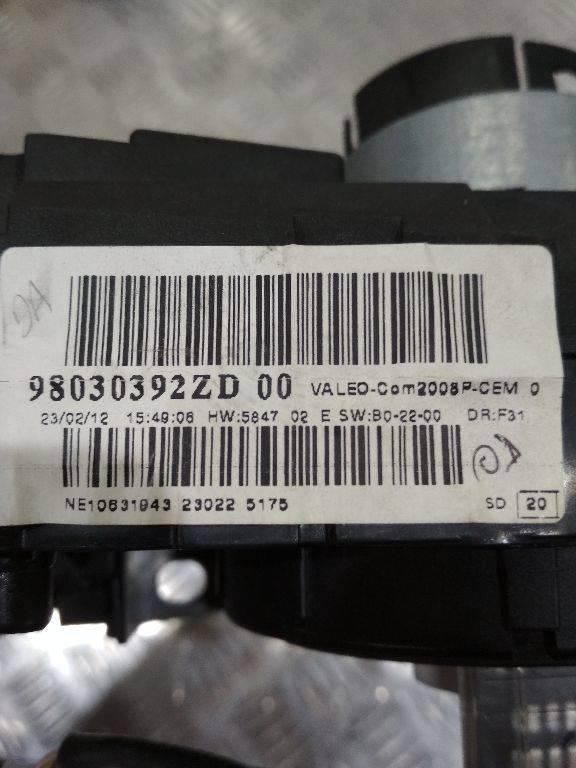 98030392ZD 00 VALEO-Com2008P-CEM 0
23/02/12 15:49:06 HW:5847 02 E SW:B0-22-00 DR:F31
NE10631943 23022 5175 SD 20